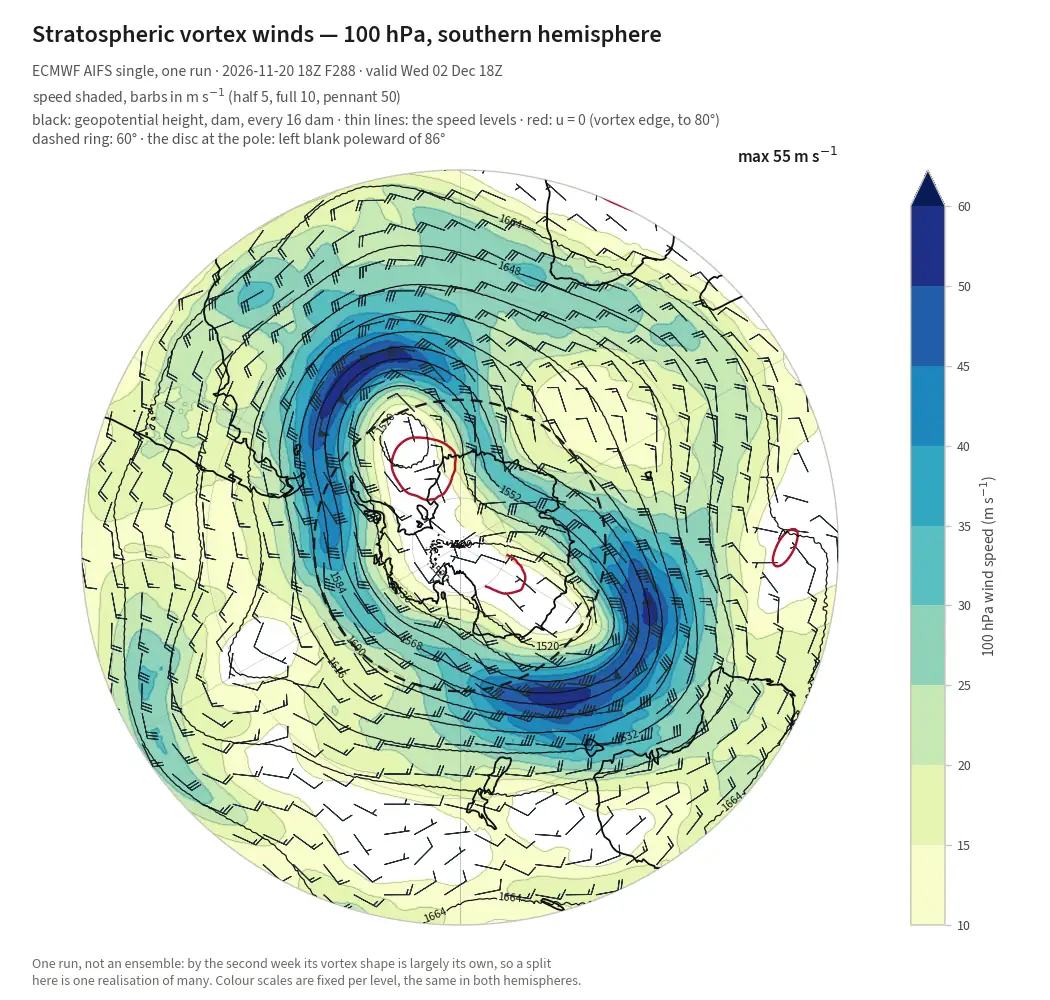 Stratospheric vortex winds — 100 hPa, southern hemisphere
ECMWF AIFS single, one run · 2026-11-20 18Z F288 · valid Wed 02 Dec 18Z
speed shaded, barbs in m s⁻¹ (half 5, full 10, pennant 50)
black: geopotential height, dam, every 16 dam · thin lines: the speed levels · red: u = 0 (vortex edge, to 80°)
dashed ring: 60° · the disc at the pole: left blank poleward of 86°
max 55 m s⁻¹
60
50
45
40
35
30
25
20
15
10
100 hPa wind speed (m s⁻¹)
1664
1648
1552
1584
1520
1568
1600
1616
1632
1664
1664
1664
One run, not an ensemble: by the second week its vortex shape is largely its own, so a split
here is one realisation of many. Colour scales are fixed per level, the same in both hemispheres.